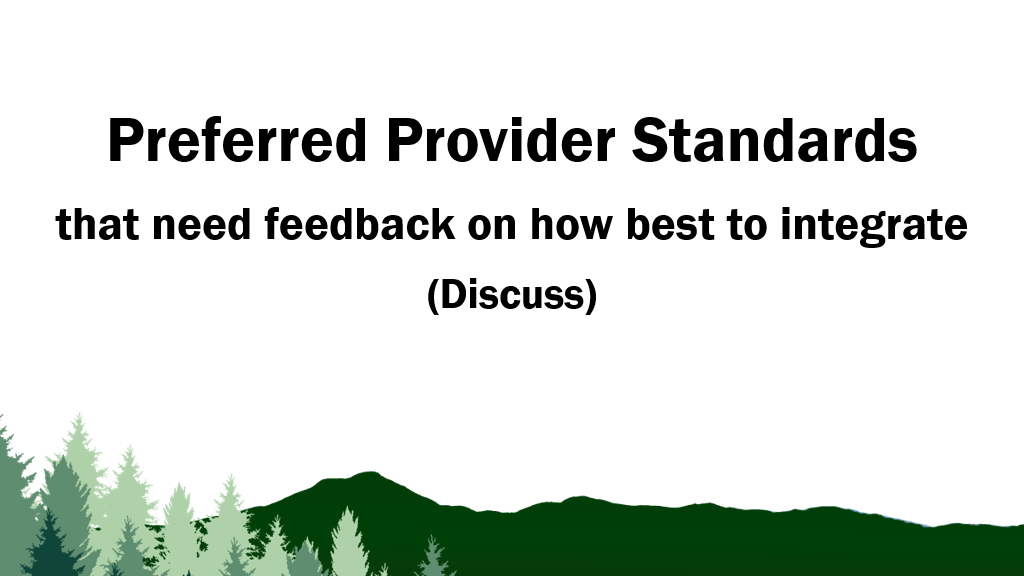 Preferred Provider Standards
that need feedback on how best to integrate
(Discuss)